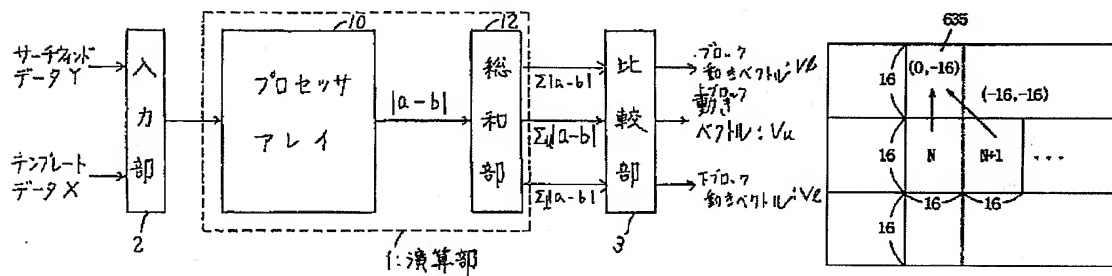 10
12
635
サーチウィンド
データY
テンプレート
データX
入力部
2
プロセッサ
アレイ
|a-b|
総和部
Σ|a-b|
Σu|a-b|
Σl|a-b|
1:演算部
比較部
3
ブロック
動きベクトル:Vb
上ブロック
動き
ベクトル:Vu
下ブロック
動きベクトル:Vl
16
(0,-16)
(-16,-16)
16
N
N+1
...
16
16
16